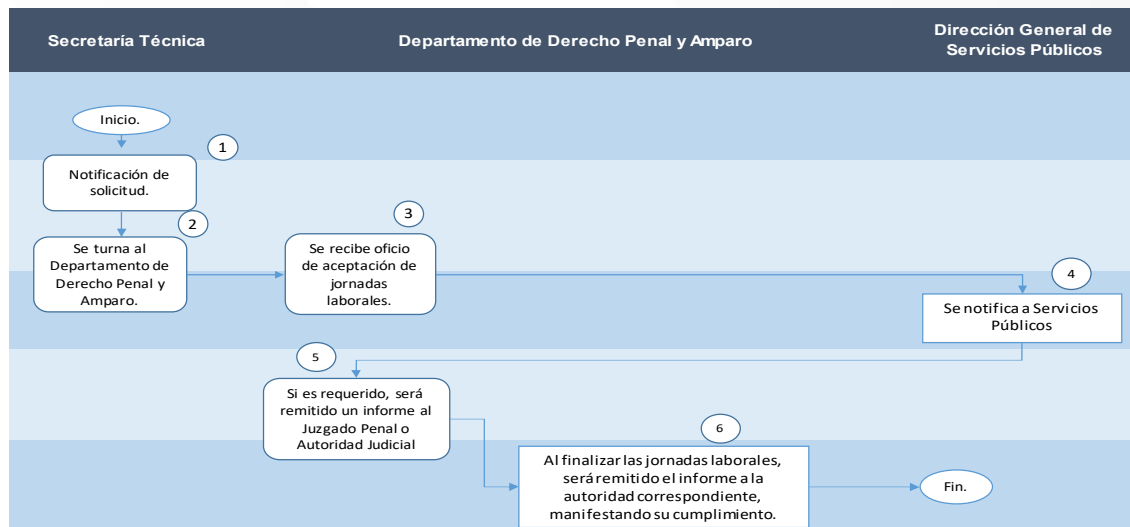 Secretaría Técnica
Departamento de Derecho Penal y Amparo
Dirección General de
Servicios Públicos
Inicio.
1
Notificación de
solicitud.
2
Se turna al
Departamento de
Derecho Penal y
Amparo.
3
Se recibe oficio
de aceptación de
jornadas
laborales.
4
Se notifica a Servicios
Públicos
5
Si es requerido, será
remitido un informe al
Juzgado Penal o
Autoridad Judicial
6
Al finalizar las jornadas laborales,
será remitido el informe a la
autoridad correspondiente,
manifestando su cumplimiento.
Fin.